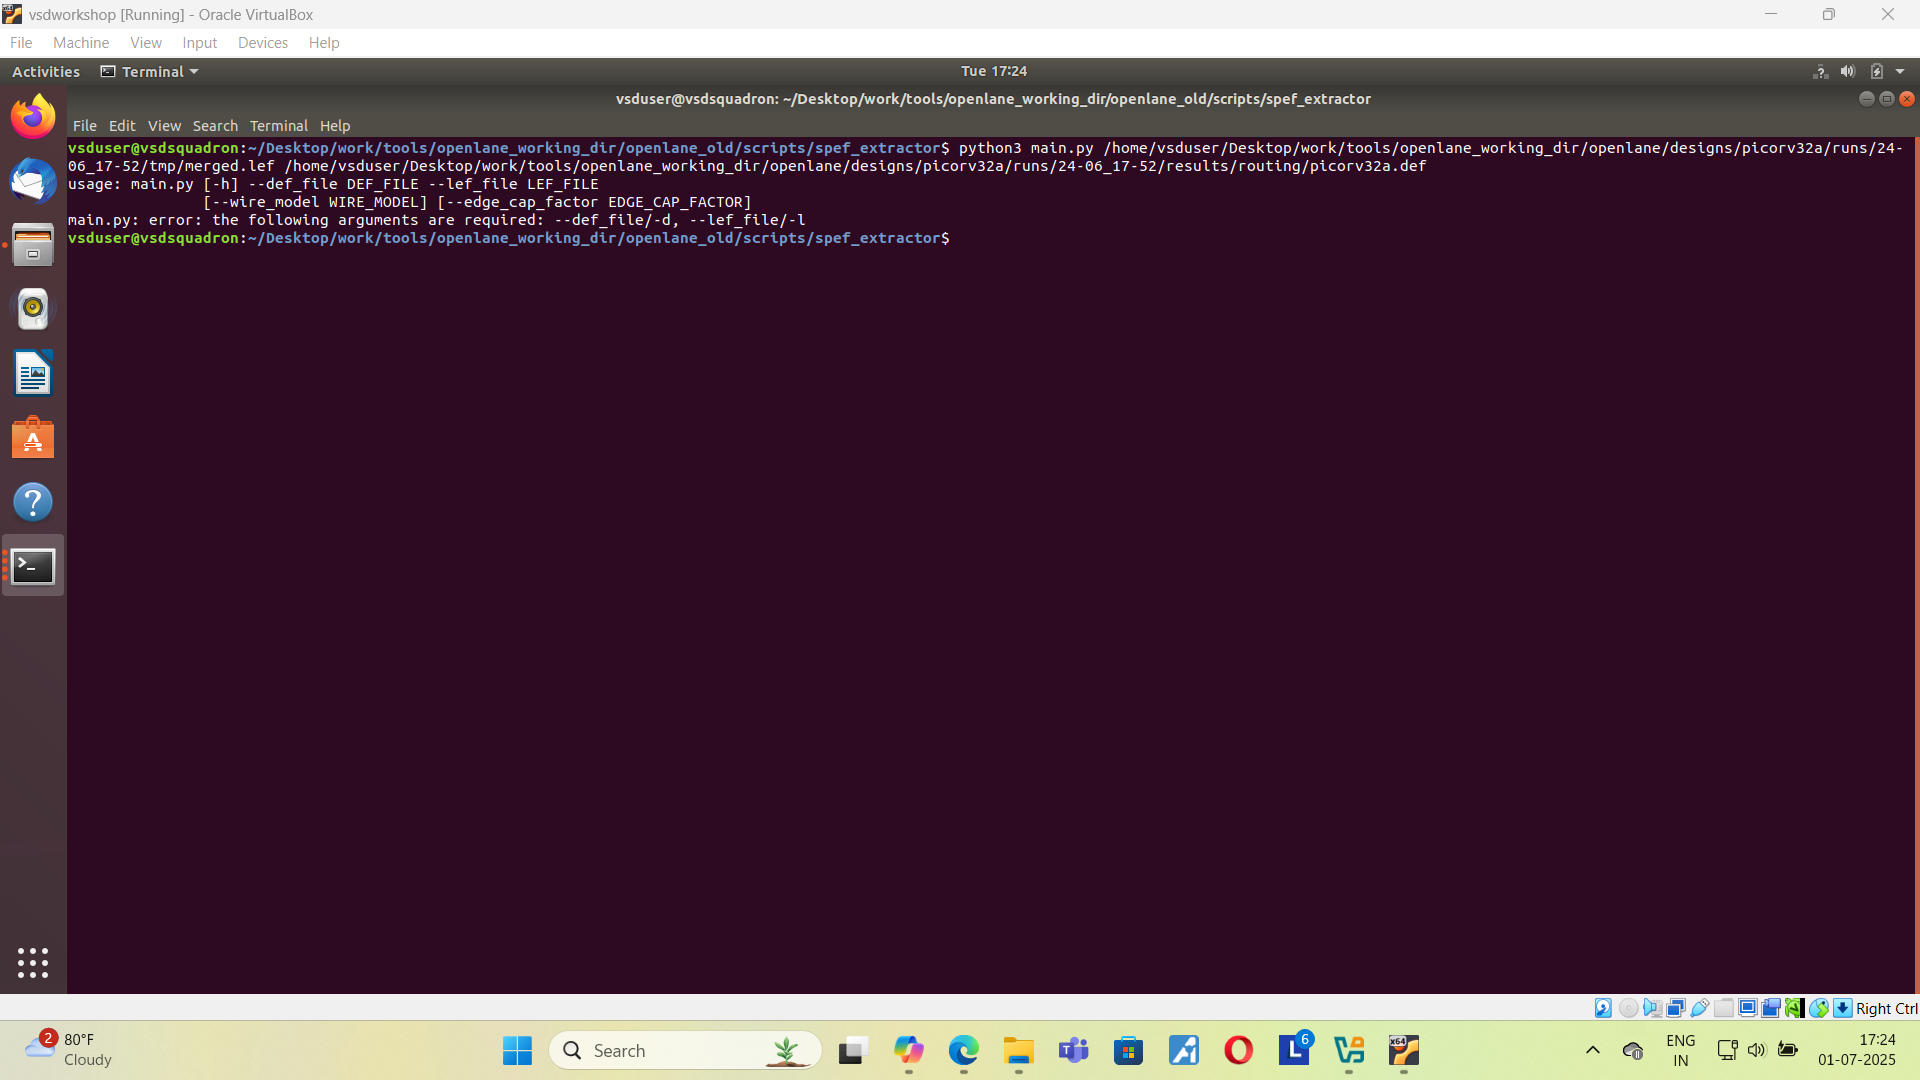 vsdworkshop [Running] - Oracle VirtualBox
File Machine View Input Devices Help
Activities Terminal Tue 17:24
vsduser@vsdsquadron: ~/Desktop/work/tools/openlane_working_dir/openlane_old/scripts/spef_extractor
File Edit View Search Terminal Help
vsduser@vsdsquadron:~/Desktop/work/tools/openlane_working_dir/openlane_old/scripts/spef_extractor$ python3 main.py /home/vsduser/Desktop/work/tools/openlane_working_dir/openlane/designs/picorv32a/runs/24-
06_17-52/tmp/merged.lef /home/vsduser/Desktop/work/tools/openlane_working_dir/openlane/designs/picorv32a/runs/24-06_17-52/results/routing/picorv32a.def
usage: main.py [-h] --def_file DEF_FILE --lef_file LEF_FILE
[--wire_model WIRE_MODEL] [--edge_cap_factor EDGE_CAP_FACTOR]
main.py: error: the following arguments are required: --def_file/-d, --lef_file/-l
vsduser@vsdsquadron:~/Desktop/work/tools/openlane_working_dir/openlane_old/scripts/spef_extractor$
Right Ctrl
2
80°F
Cloudy
Search
6
ENG
IN
17:24
01-07-2025